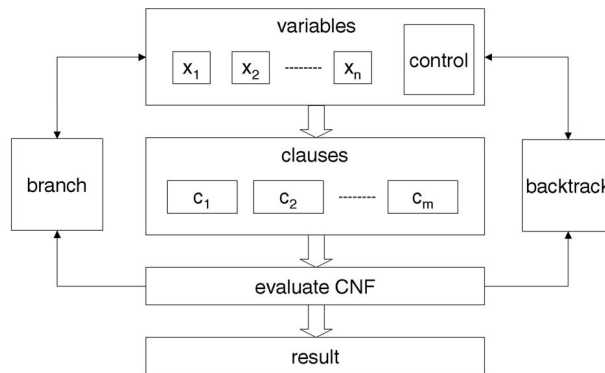 variables
x1 x2 -------- xn
control
clauses
branch
c1 c2 -------- cm
backtrack
evaluate CNF
result